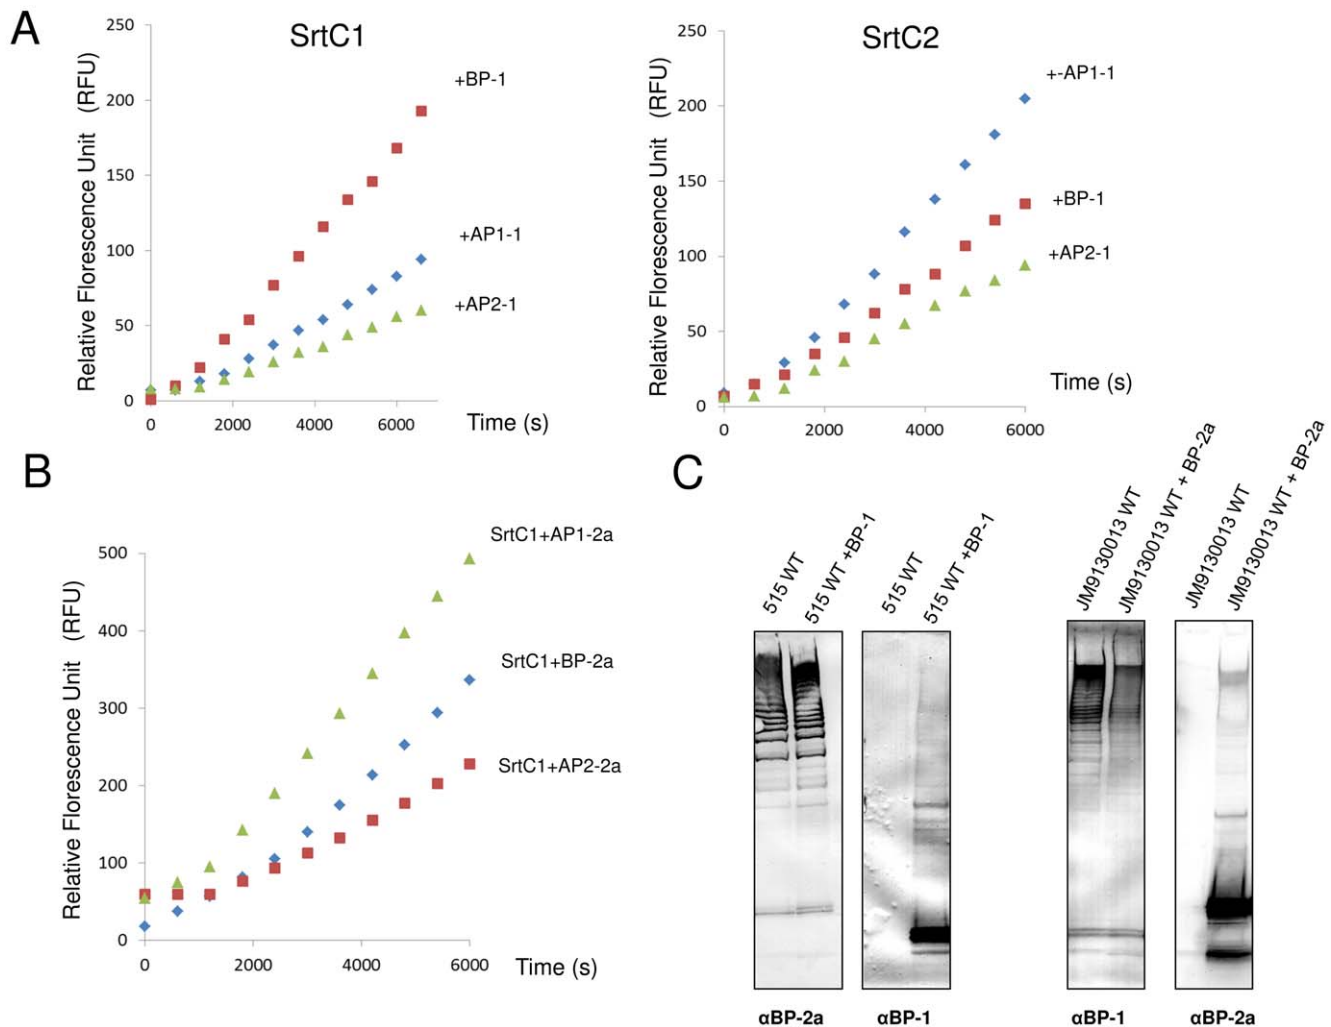 A
SrtC1
Relative Florescence Unit (RFU)
250
200
150
100
50
0
0 2000 4000 6000
Time (s)
+BP-1
+AP1-1
+AP2-1
SrtC2
Relative Florescence Unit (RFU)
250
200
150
100
50
0
0 2000 4000 6000
Time (s)
+-AP1-1
+BP-1
+AP2-1
B
Relative Florescence Unit (RFU)
500
400
300
200
100
0
0 2000 4000 6000
Time (s)
SrtC1+AP1-2a
SrtC1+BP-2a
SrtC1+AP2-2a
C
515 WT
515 WT +BP-1
515 WT
515 WT +BP-1
JM9130013 WT
JM9130013 WT + BP-2a
JM9130013 WT
JM9130013 WT + BP-2a
αBP-2a
αBP-1
αBP-1
αBP-2a